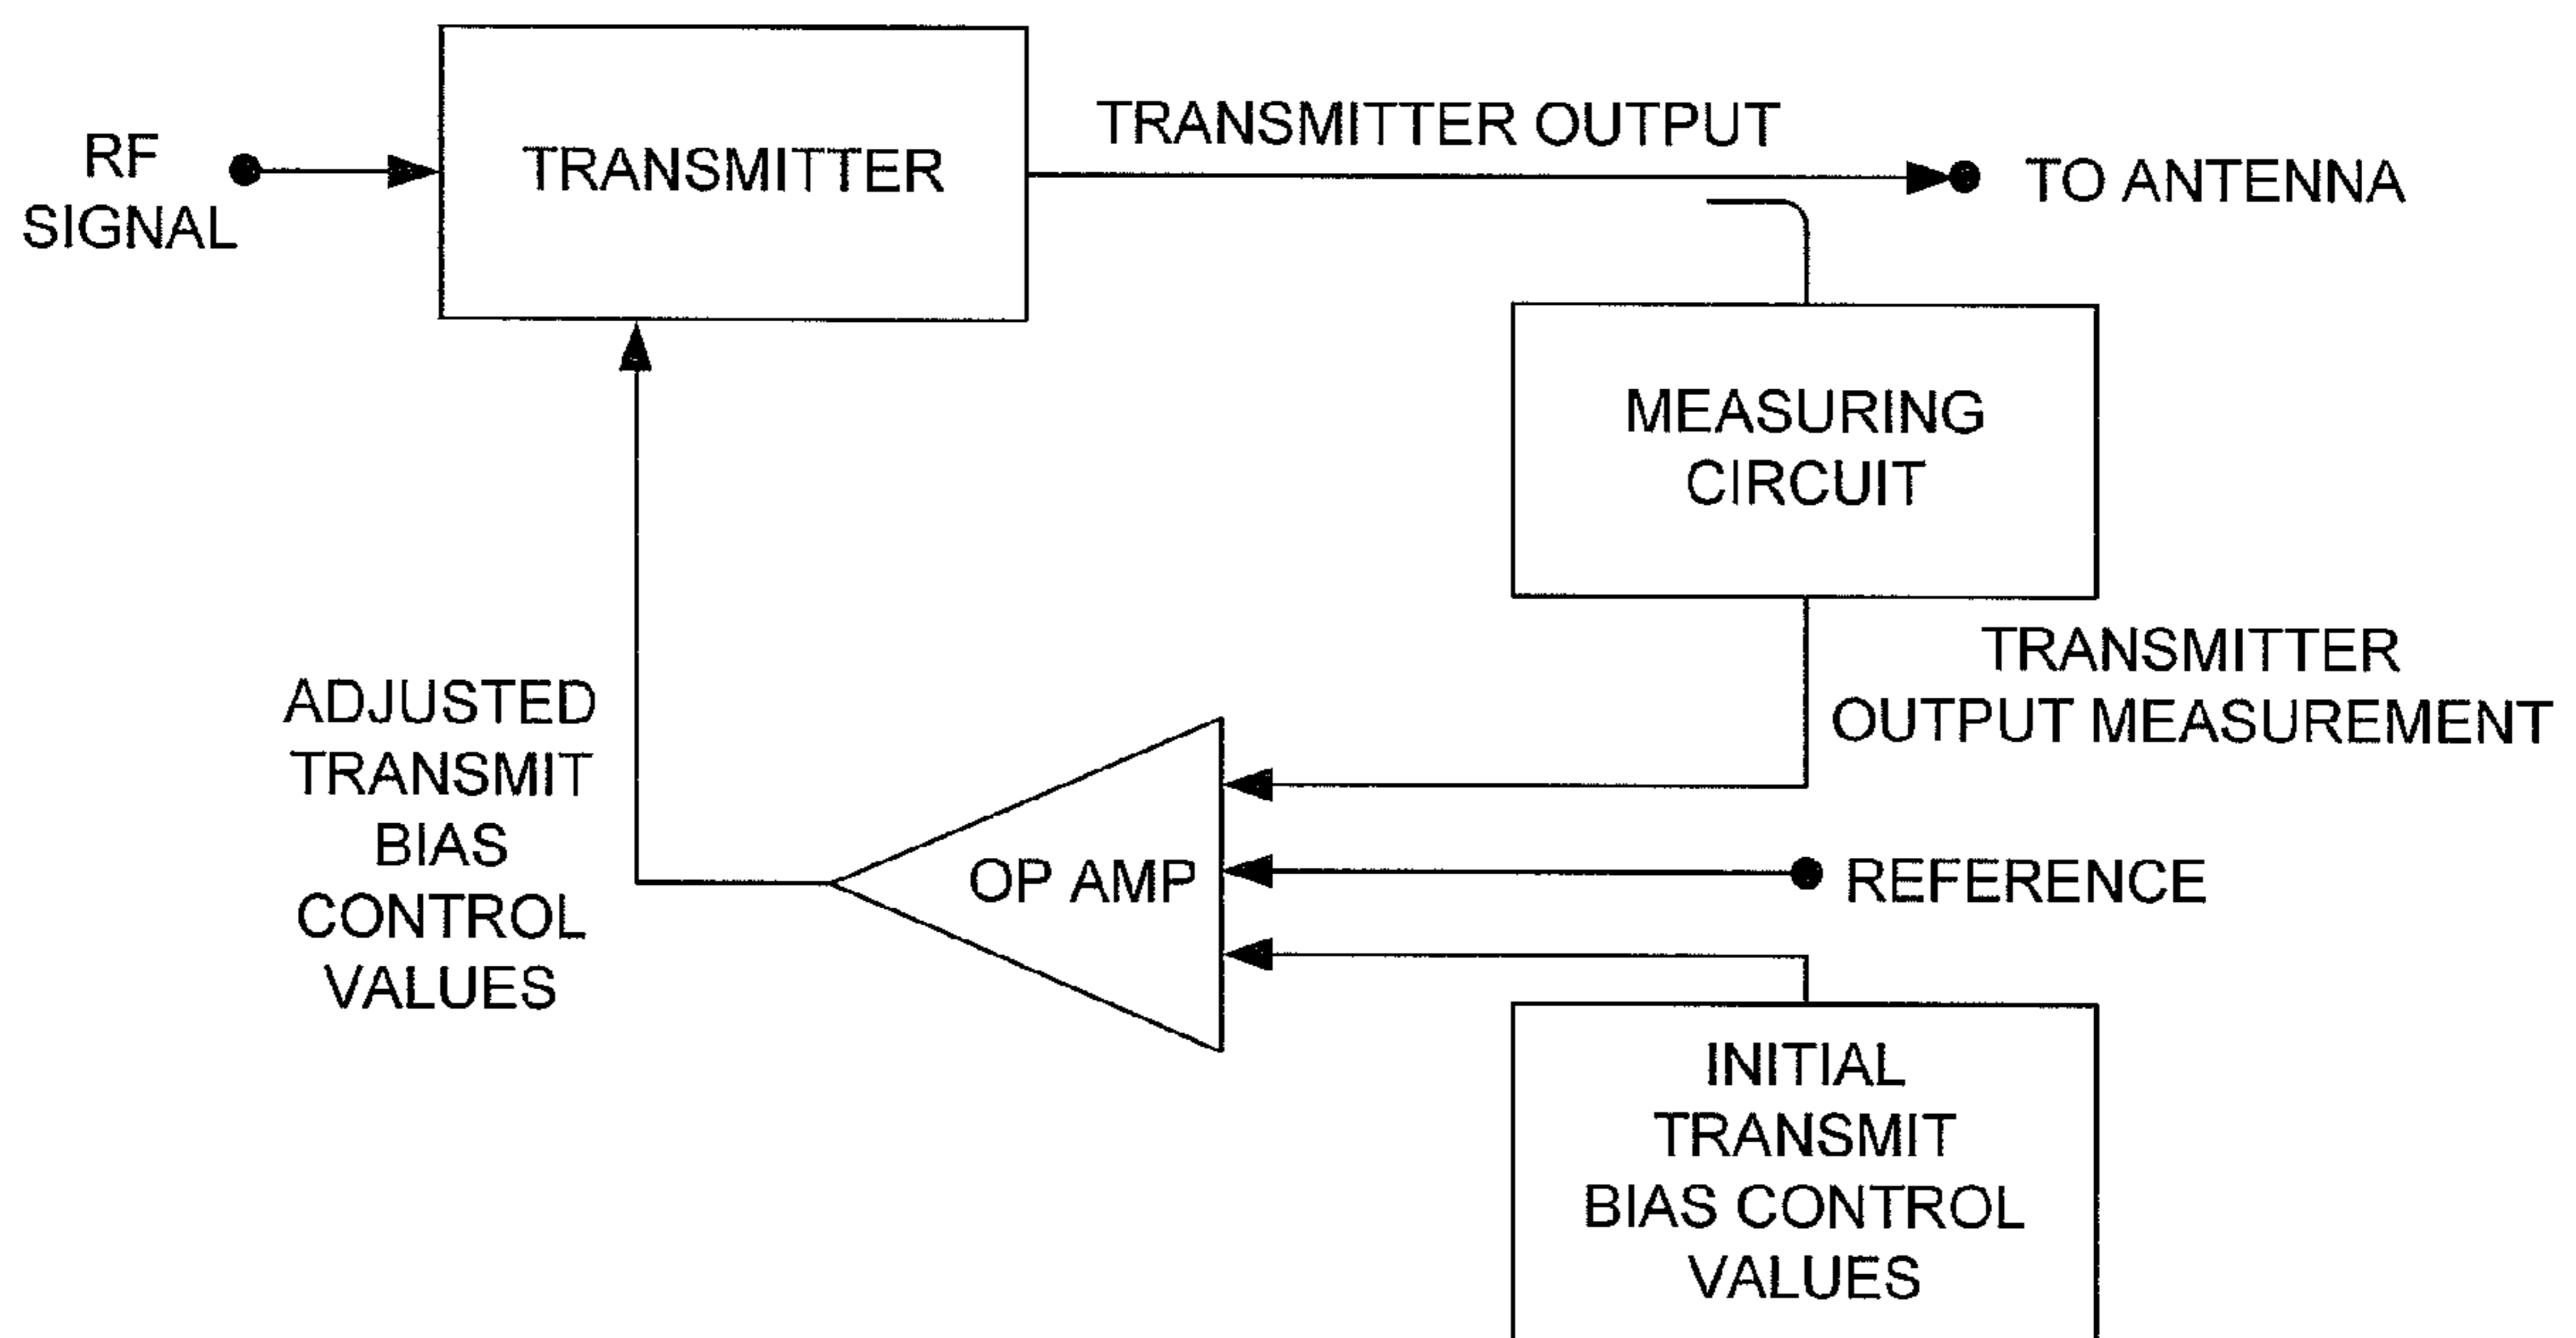 RF
SIGNAL
TRANSMITTER
TRANSMITTER OUTPUT
TO ANTENNA
MEASURING
CIRCUIT
TRANSMITTER
OUTPUT MEASUREMENT
ADJUSTED
TRANSMIT
BIAS
CONTROL
VALUES
OP AMP
REFERENCE
INITIAL
TRANSMIT
BIAS CONTROL
VALUES